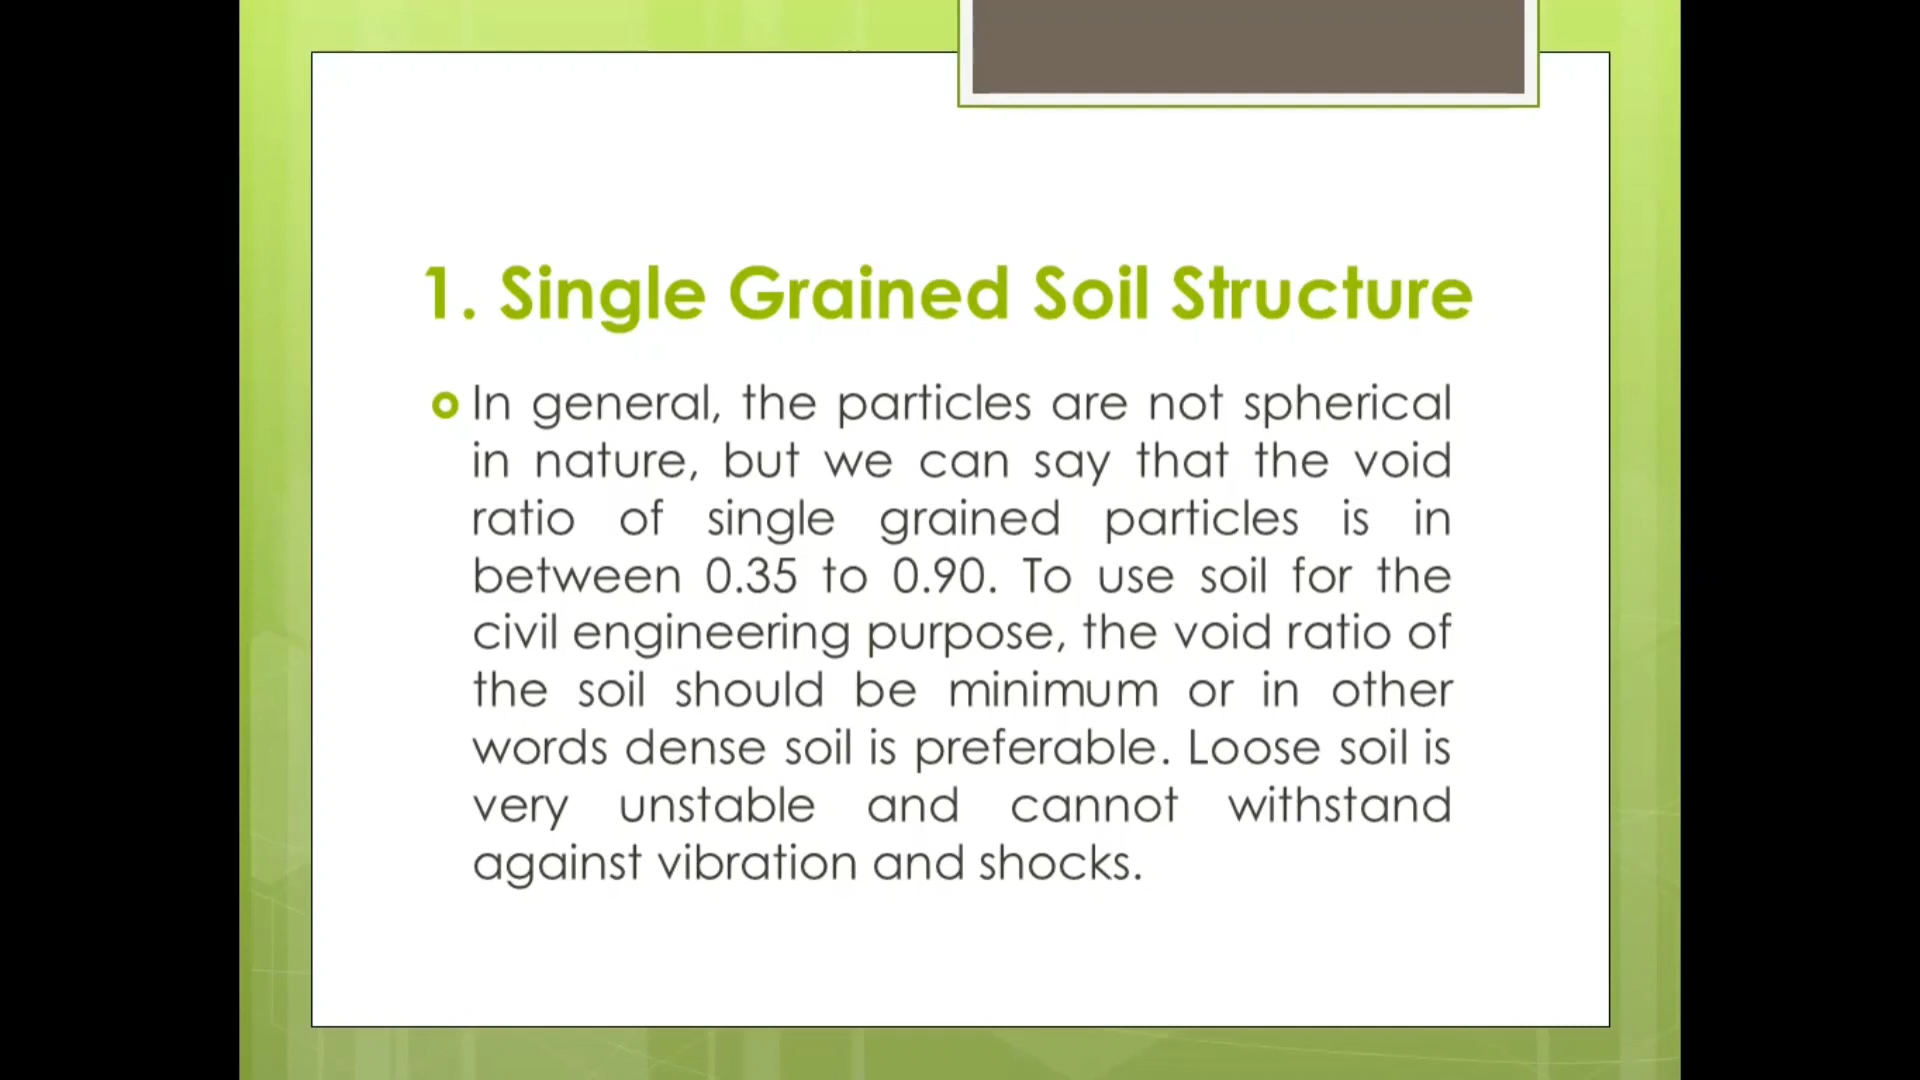 1. Single Grained Soil Structure
In general, the particles are not spherical
in nature, but we can say that the void
ratio of single grained particles is in
between 0.35 to 0.90. To use soil for the
civil engineering purpose, the void ratio of
the soil should be minimum or in other
words dense soil is preferable. Loose soil is
very unstable and cannot withstand
against vibration and shocks.